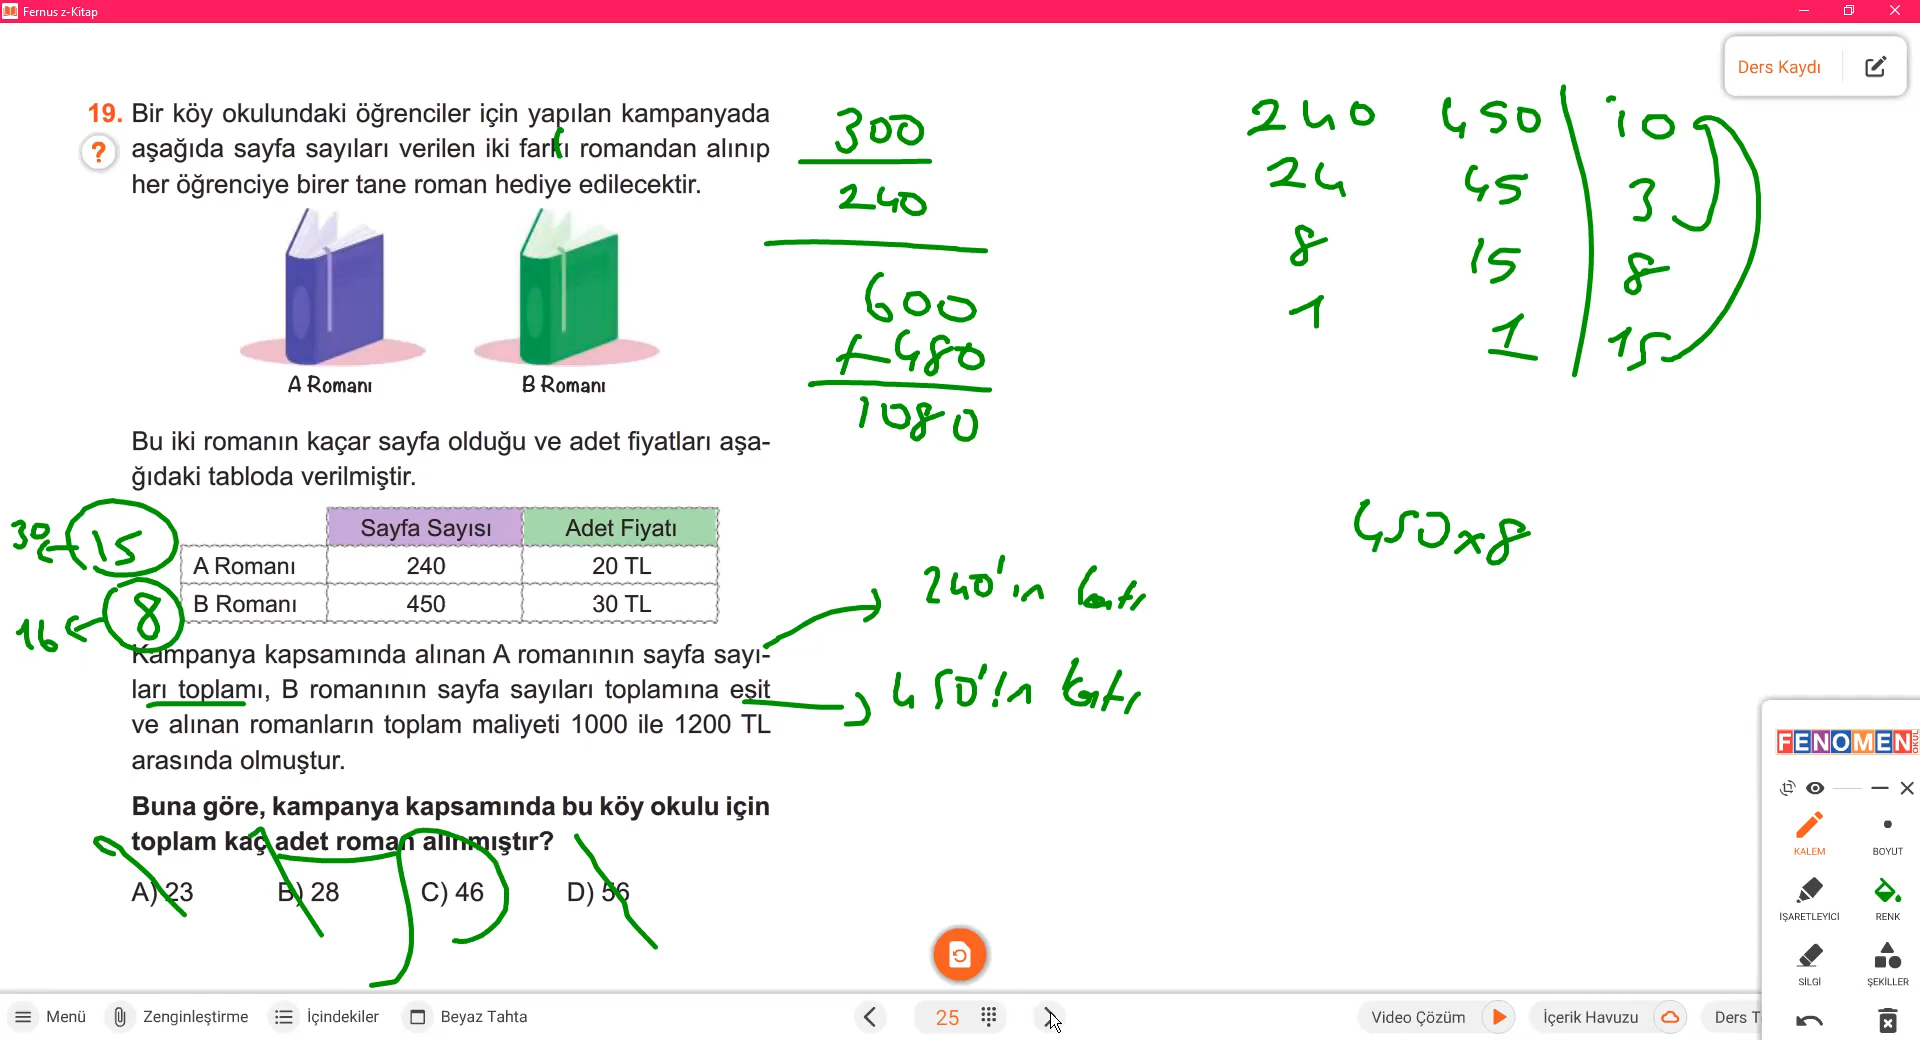 Fernus z-Kitap
Ders Kaydı
19. Bir köy okulundaki öğrenciler için yapılan kampanyada
aşağıda sayfa sayıları verilen iki farkı romandan alınıp
her öğrenciye birer tane roman hediye edilecektir.
?
A Romanı
B Romanı
Bu iki romanın kaçar sayfa olduğu ve adet fiyatları aşa-
ğıdaki tabloda verilmiştir.
Sayfa Sayısı Adet Fiyatı
A Romanı 240 20 TL
B Romanı 450 30 TL
30 15
16 8
Kampanya kapsamında alınan A romanının sayfa sayı-
ları toplamı, B romanının sayfa sayıları toplamına eşit
ve alınan romanların toplam maliyeti 1000 ile 1200 TL
arasında olmuştur.
Buna göre, kampanya kapsamında bu köy okulu için
toplam kaç adet roman alınmıştır?
A) 23 B) 28 C) 46 D) 56
300
240
600
+ 480
1080
240 450 10
24 45 3
8 15 8
1 1 15
450x8
240'ın katı
450'in katı
FENOMEN OKUL
KALEM BOYUT
İŞARETLEYİCİ RENK
SİLGİ ŞEKİLLER
Menü Zenginleştirme İçindekiler Beyaz Tahta 25 Video Çözüm İçerik Havuzu Ders T